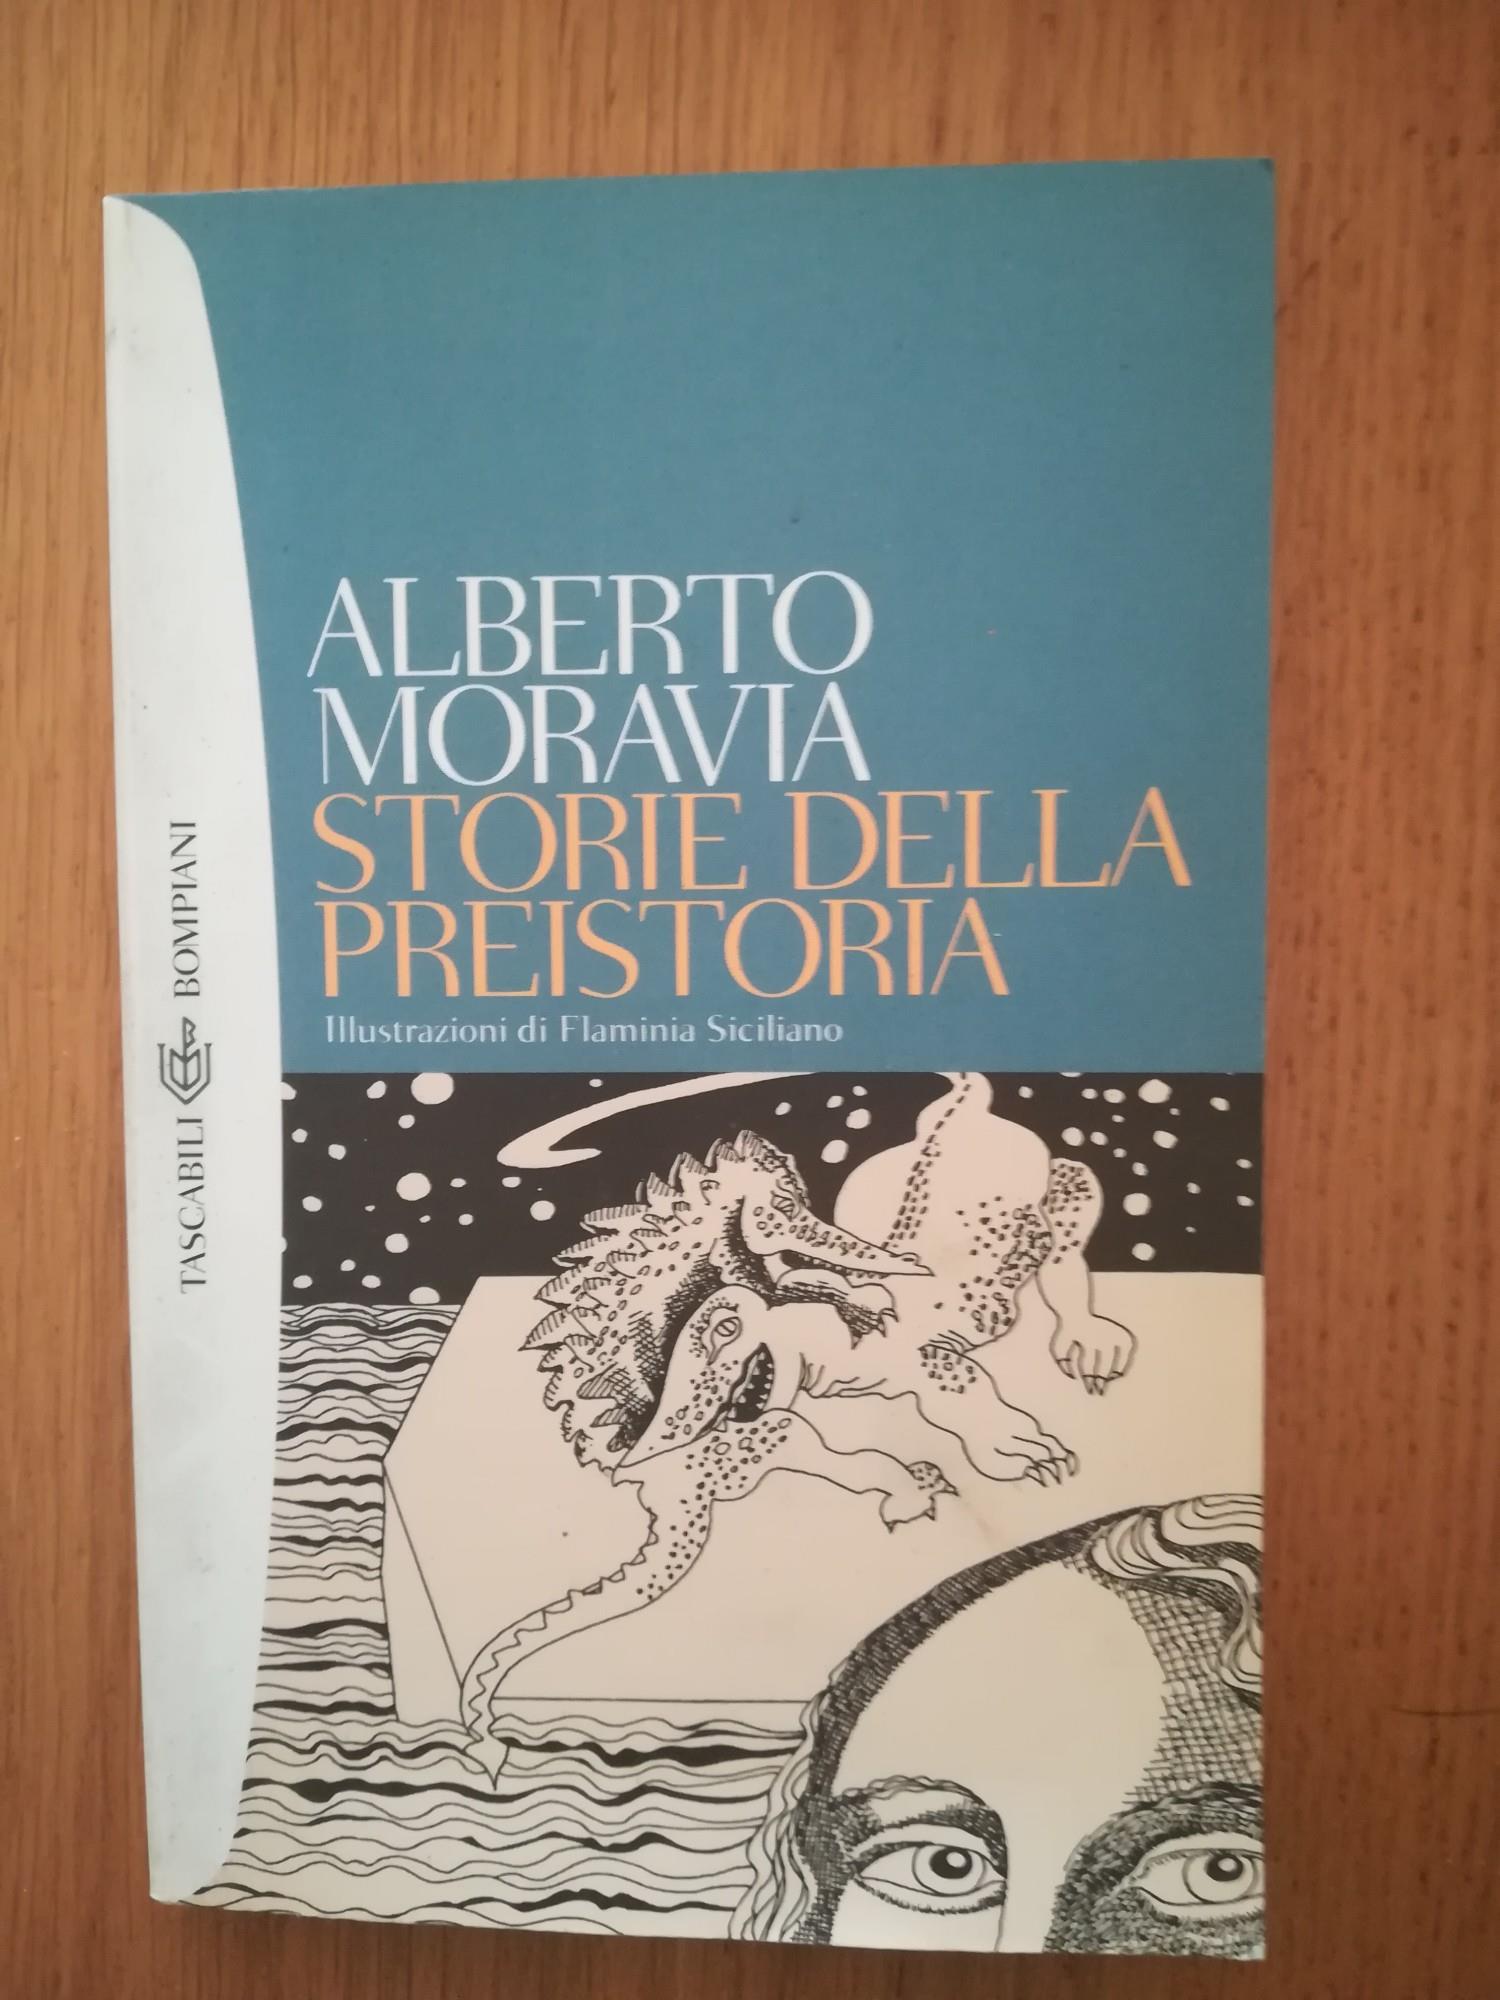 ALBERTO
MORAVIA
STORIE DELLA
PREISTORIA
Illustrazioni di Flaminia Siciliano
TASCABILI BOMPIANI